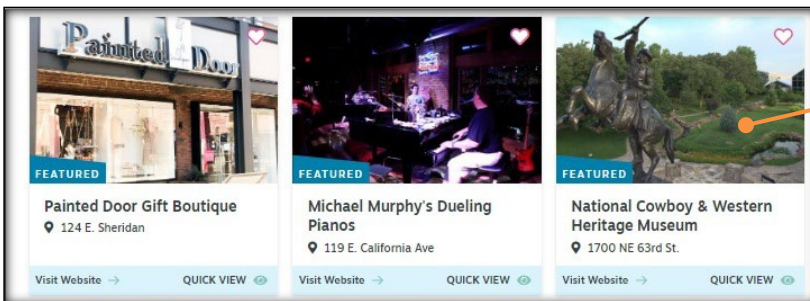 Painted Door
FEATURED
Painted Door Gift Boutique
124 E. Sheridan
Visit Website → QUICK VIEW
FEATURED
Michael Murphy's Dueling
Pianos
119 E. California Ave
Visit Website → QUICK VIEW
FEATURED
National Cowboy & Western
Heritage Museum
1700 NE 63rd St.
Visit Website → QUICK VIEW